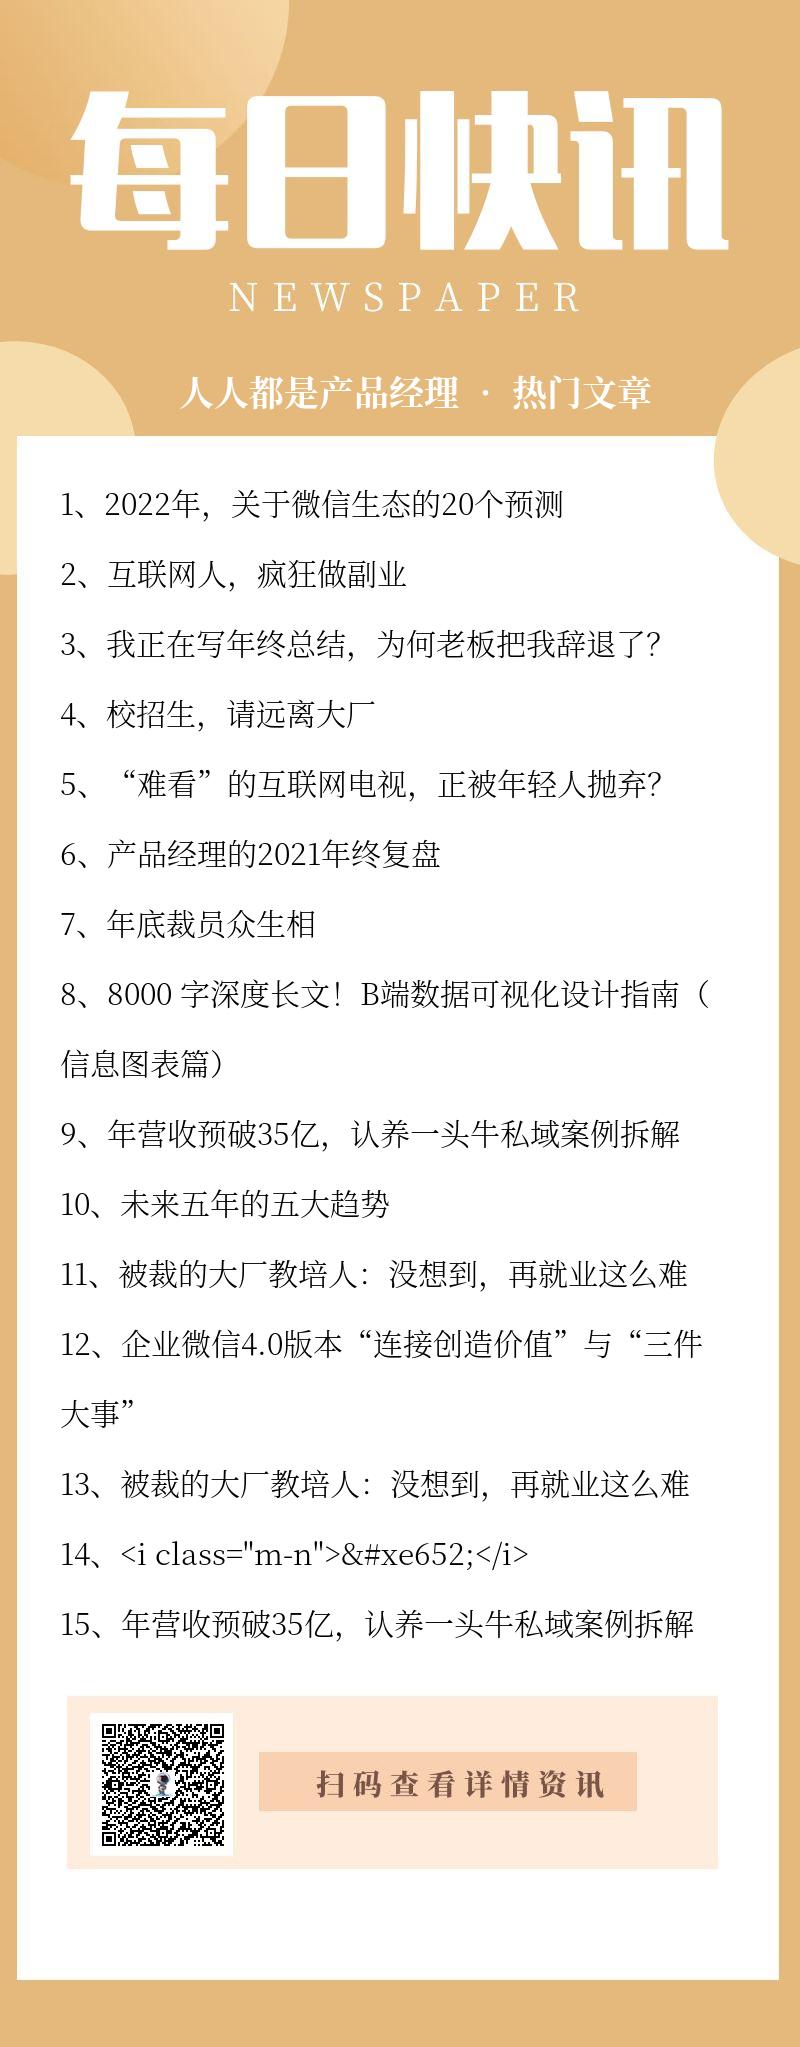 每日快讯
NEWSPAPER
人人都是产品经理 · 热门文章
1、2022年，关于微信生态的20个预测
2、互联网人，疯狂做副业
3、我正在写年终总结，为何老板把我辞退了？
4、校招生，请远离大厂
5、“难看”的互联网电视，正被年轻人抛弃？
6、产品经理的2021年终复盘
7、年底裁员众生相
8、8000 字深度长文！B端数据可视化设计指南（
信息图表篇）
9、年营收预破35亿，认养一头牛私域案例拆解
10、未来五年的五大趋势
11、被裁的大厂教培人：没想到，再就业这么难
12、企业微信4.0版本“连接创造价值”与“三件
大事”
13、被裁的大厂教培人：没想到，再就业这么难
14、<i class="m-n">&#xe652;</i>
15、年营收预破35亿，认养一头牛私域案例拆解
扫码查看详情资讯